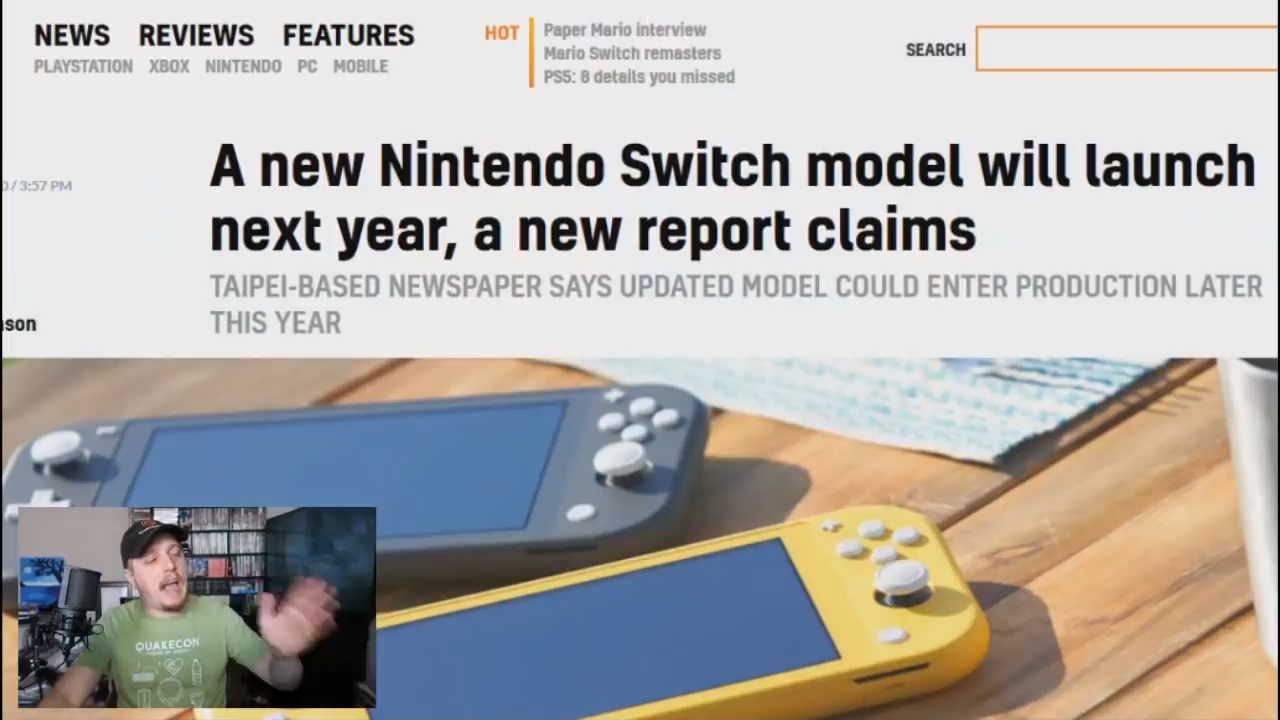 NEWS REVIEWS FEATURES
PLAYSTATION XBOX NINTENDO PC MOBILE
HOT
Paper Mario interview
Mario Switch remasters
PS5: 8 details you missed
SEARCH
0 / 3:57 PM
A new Nintendo Switch model will launch
next year, a new report claims
TAIPEI-BASED NEWSPAPER SAYS UPDATED MODEL COULD ENTER PRODUCTION LATER
THIS YEAR
son
QUAKECON